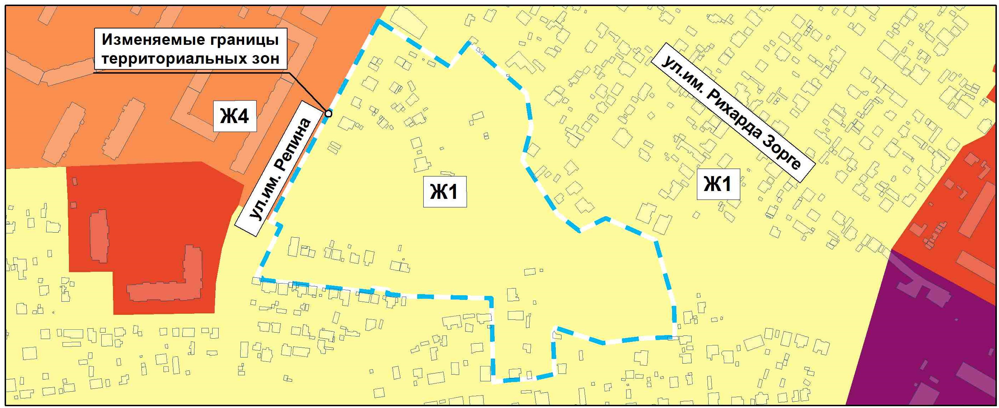 Изменяемые границы
территориальных зон
Ж4
ул.им. Репина
Ж1
ул.им. Рихарда Зорге
Ж1